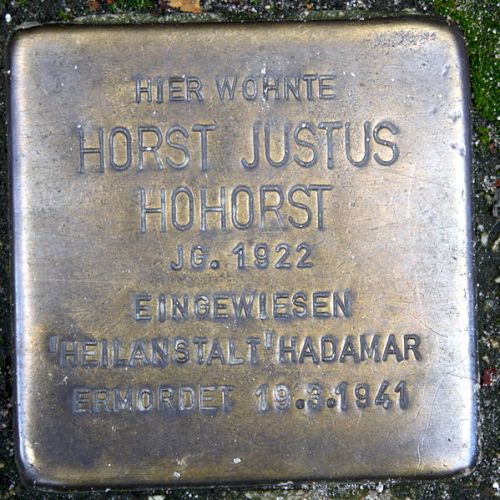 HIER WOHNTE
HORST JUSTUS
HOHORST
JG. 1922
EINGEWIESEN
'HEILANSTALT' HADAMAR
ERMORDET 19.3.1941